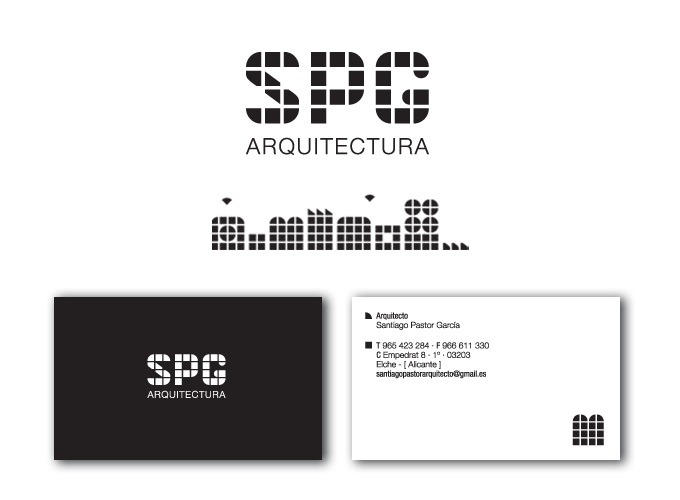 SPG
ARQUITECTURA
SPG
ARQUITECTURA
Arquitecto
Santiago Pastor García
T 965 423 284 · F 966 611 330
C Empedrat 8 - 1º · 03203
Elche - [ Alicante ]
santiagopastorarquitecto@gmail.es